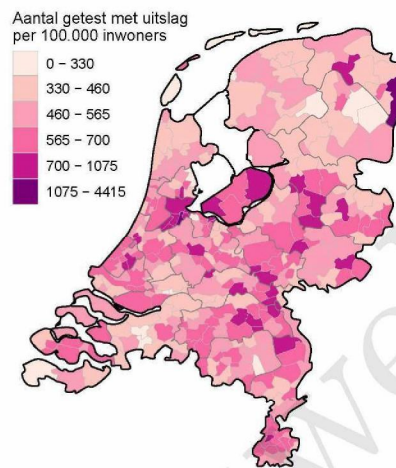 Aantal getest met uitslag
per 100.000 inwoners
0 – 330
330 – 460
460 – 565
565 – 700
700 – 1075
1075 – 4415